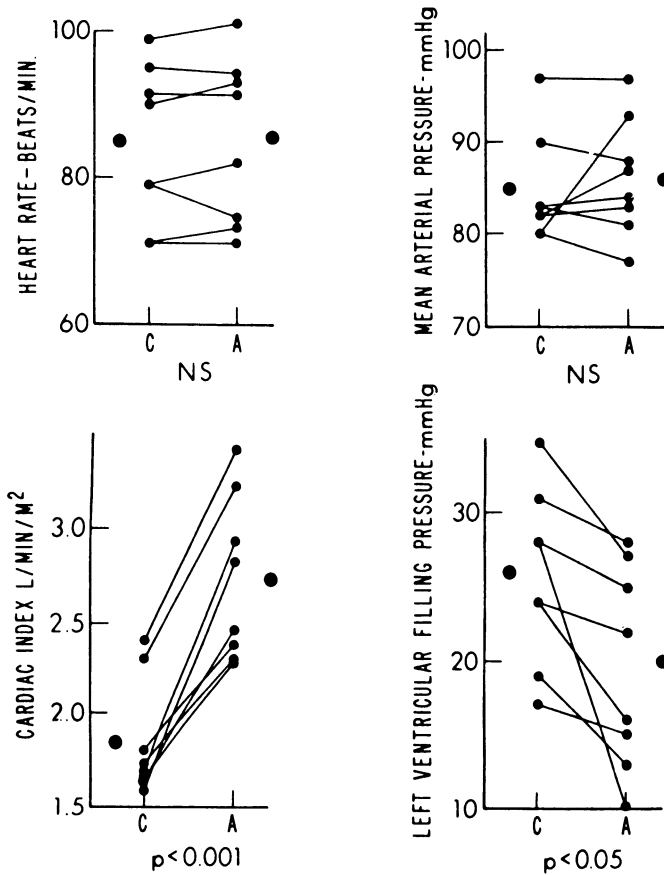 HEART RATE-BEATS/MIN.
100
80
60
C A
NS
MEAN ARTERIAL PRESSURE-mmHg
100
90
80
70
C A
NS
CARDIAC INDEX L/MIN/M²
3.0
2.5
2.0
1.5
C A
p<0.001
LEFT VENTRICULAR FILLING PRESSURE-mmHg
30
20
10
C A
p<0.05